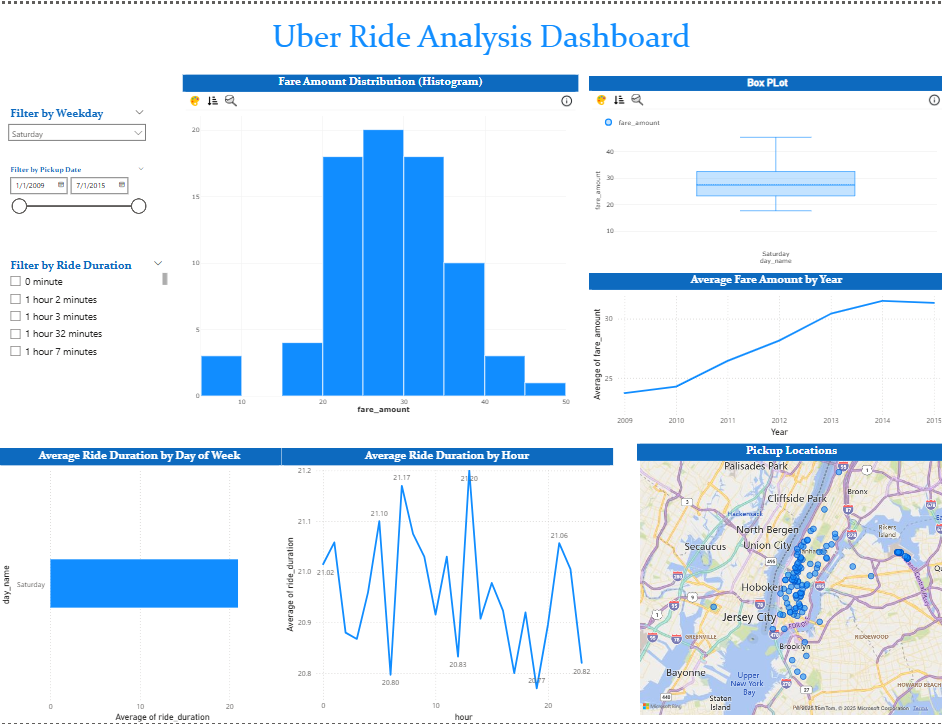 Uber Ride Analysis Dashboard
Filter by Weekday
Saturday
Filter by Pickup Date
1/1/2009
7/1/2015
Filter by Ride Duration
0 minute
1 hour 2 minutes
1 hour 3 minutes
1 hour 32 minutes
1 hour 7 minutes
Fare Amount Distribution (Histogram)
20
15
10
5
0
10
20
30
40
50
fare_amount
Box PLot
fare_amount
fare_amount
40
30
20
10
Saturday
day_name
Average Fare Amount by Year
Average of fare_amount
30
25
2009
2010
2011
2012
2013
2014
2015
Year
Average Ride Duration by Day of Week
day_name
Saturday
0
10
20
Average of ride_duration
Average Ride Duration by Hour
Average of ride_duration
21.2
21.1
21.0
20.9
20.8
21.02
21.10
20.80
21.17
20.83
21.20
20.77
21.06
20.82
0
10
20
hour
Pickup Locations
Palisades Park
Cliffside Park
Bronx
Hackensack
North Bergen
Rikers
Island
Secaucus
Union City
Hoboken
Jersey City
GREENVILLE
RIDGEWOOD
Brooklyn
Bayonne
Upper
New York
Bay
HOWARD BEACH
Staten
Island
Microsoft Bing
© 2025 TomTom, © 2025 Microsoft Corporation